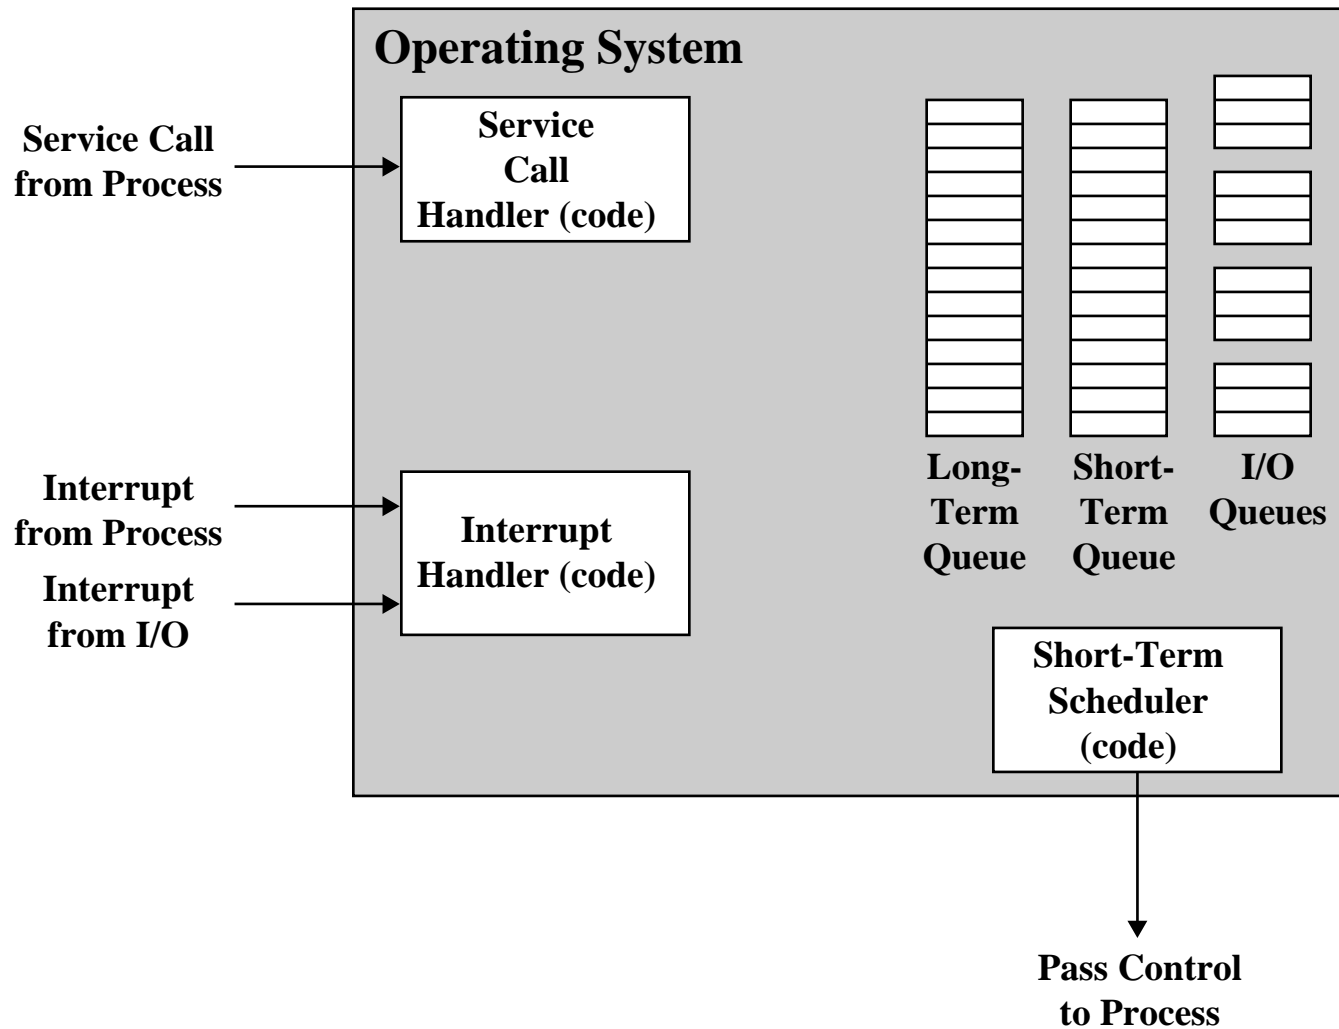 Operating System
Service Call
from Process
Service
Call
Handler (code)
Interrupt
from Process
Interrupt
from I/O
Interrupt
Handler (code)
Long-
Term
Queue
Short-
Term
Queue
I/O
Queues
Short-Term
Scheduler
(code)
Pass Control
to Process